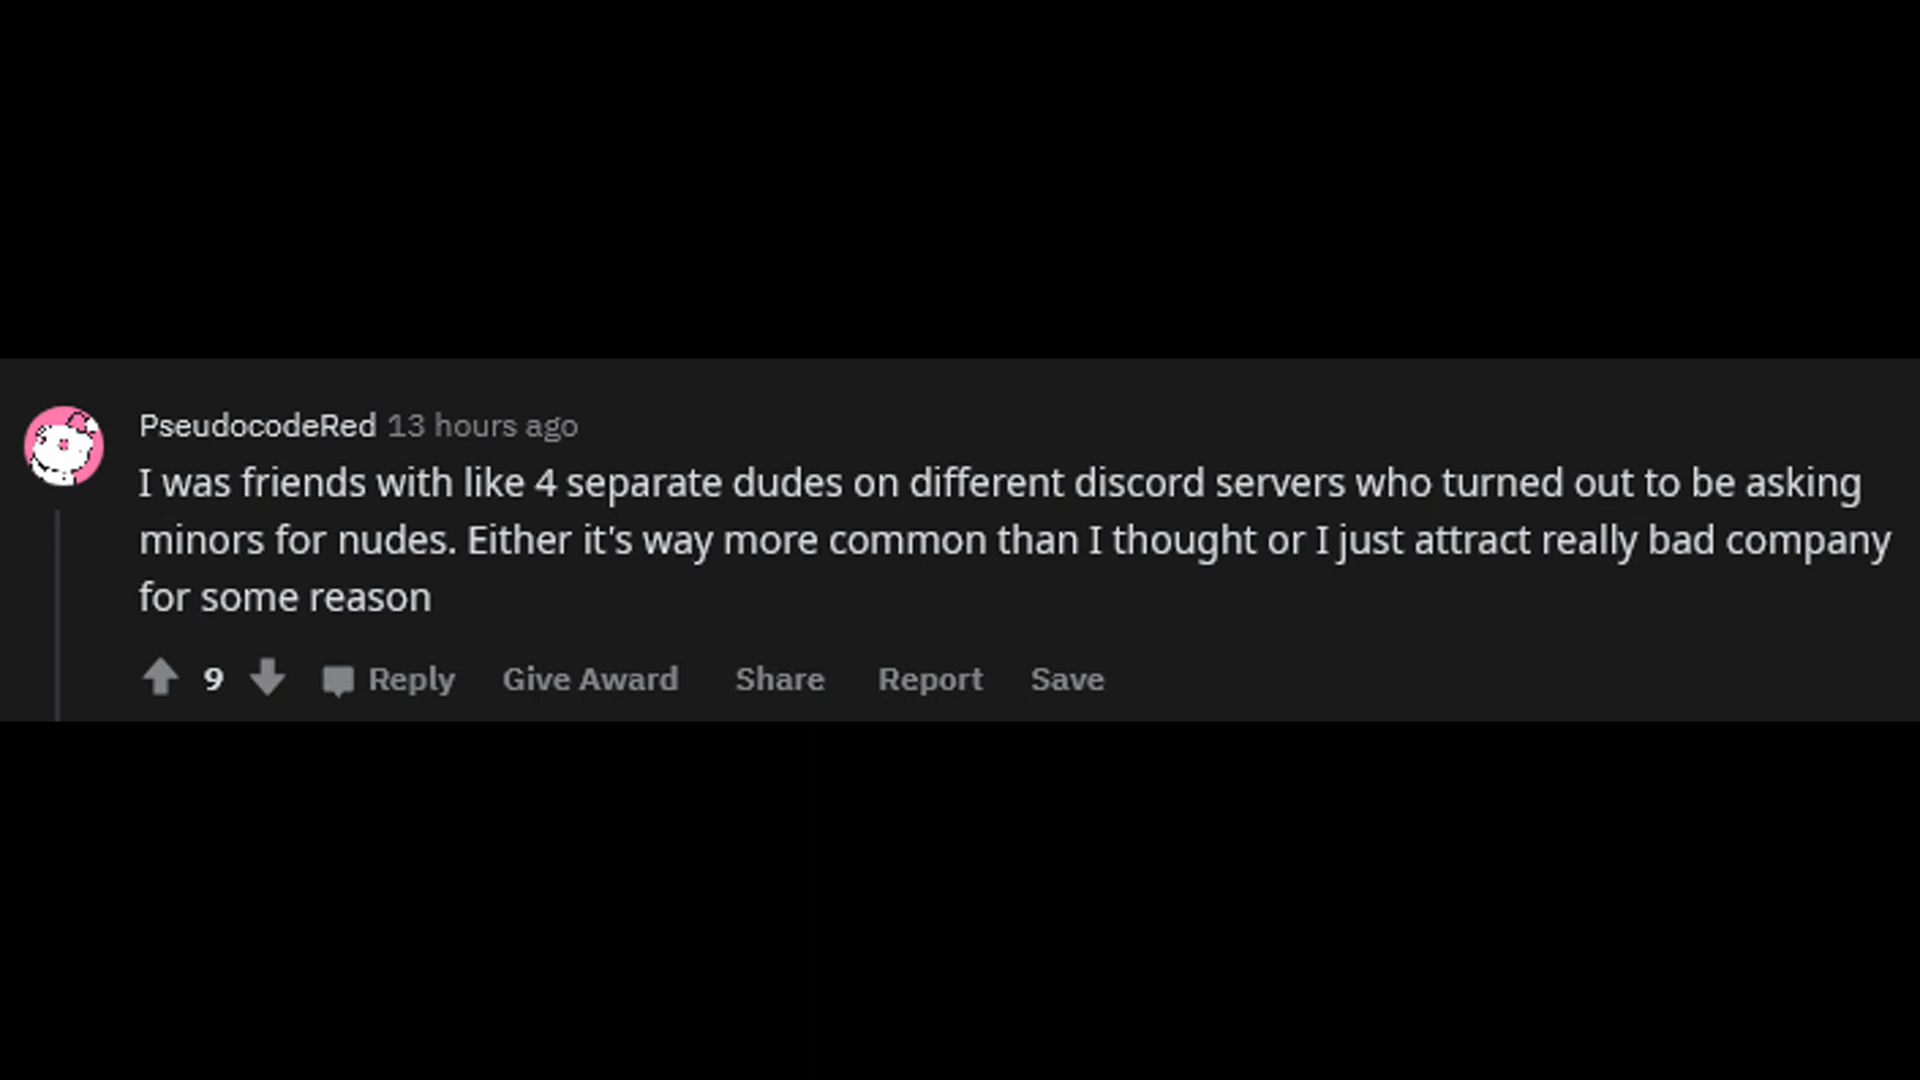 PseudocodeRed 13 hours ago
I was friends with like 4 separate dudes on different discord servers who turned out to be asking
minors for nudes. Either it's way more common than I thought or I just attract really bad company
for some reason
9 Reply Give Award Share Report Save